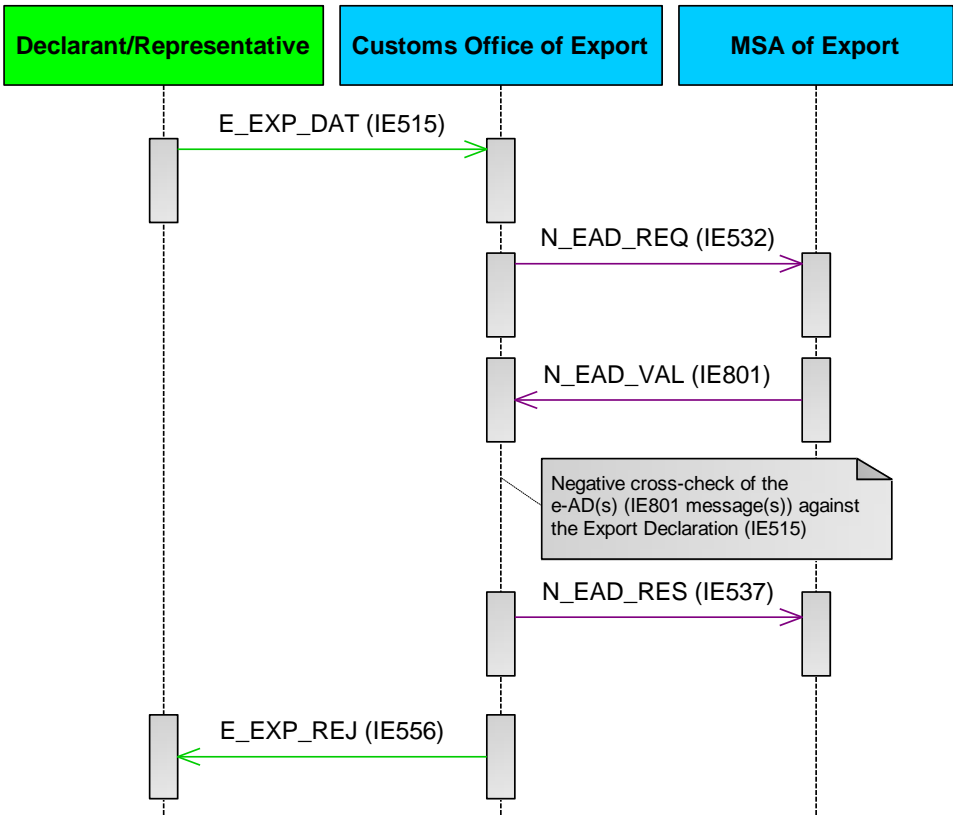 Declarant/Representative
Customs Office of Export
MSA of Export
E_EXP_DAT (IE515)
N_EAD_REQ (IE532)
N_EAD_VAL (IE801)
Negative cross-check of the
e-AD(s) (IE801 message(s)) against
the Export Declaration (IE515)
N_EAD_RES (IE537)
E_EXP_REJ (IE556)